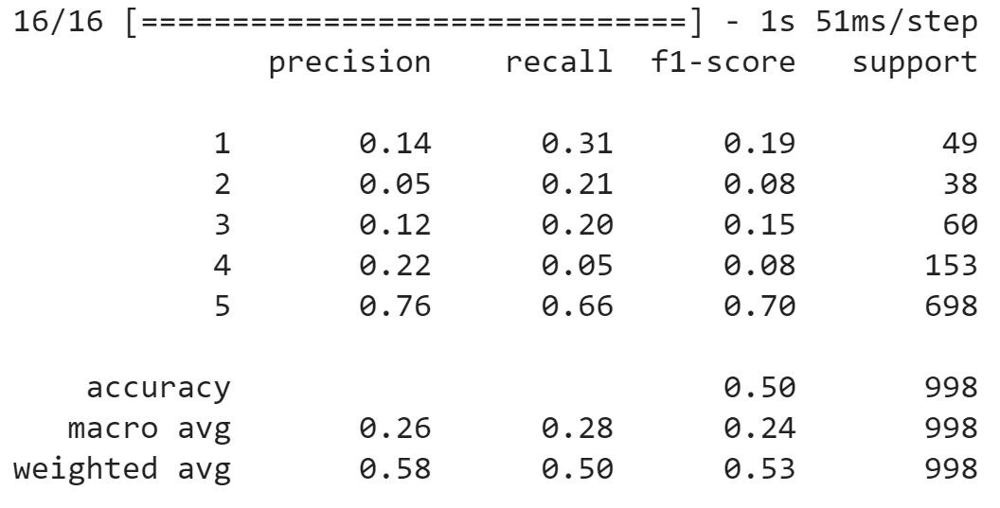 16/16 [==============================] - 1s 51ms/step
precision recall f1-score support
1 0.14 0.31 0.19 49
2 0.05 0.21 0.08 38
3 0.12 0.20 0.15 60
4 0.22 0.05 0.08 153
5 0.76 0.66 0.70 698
accuracy 0.50 998
macro avg 0.26 0.28 0.24 998
weighted avg 0.58 0.50 0.53 998